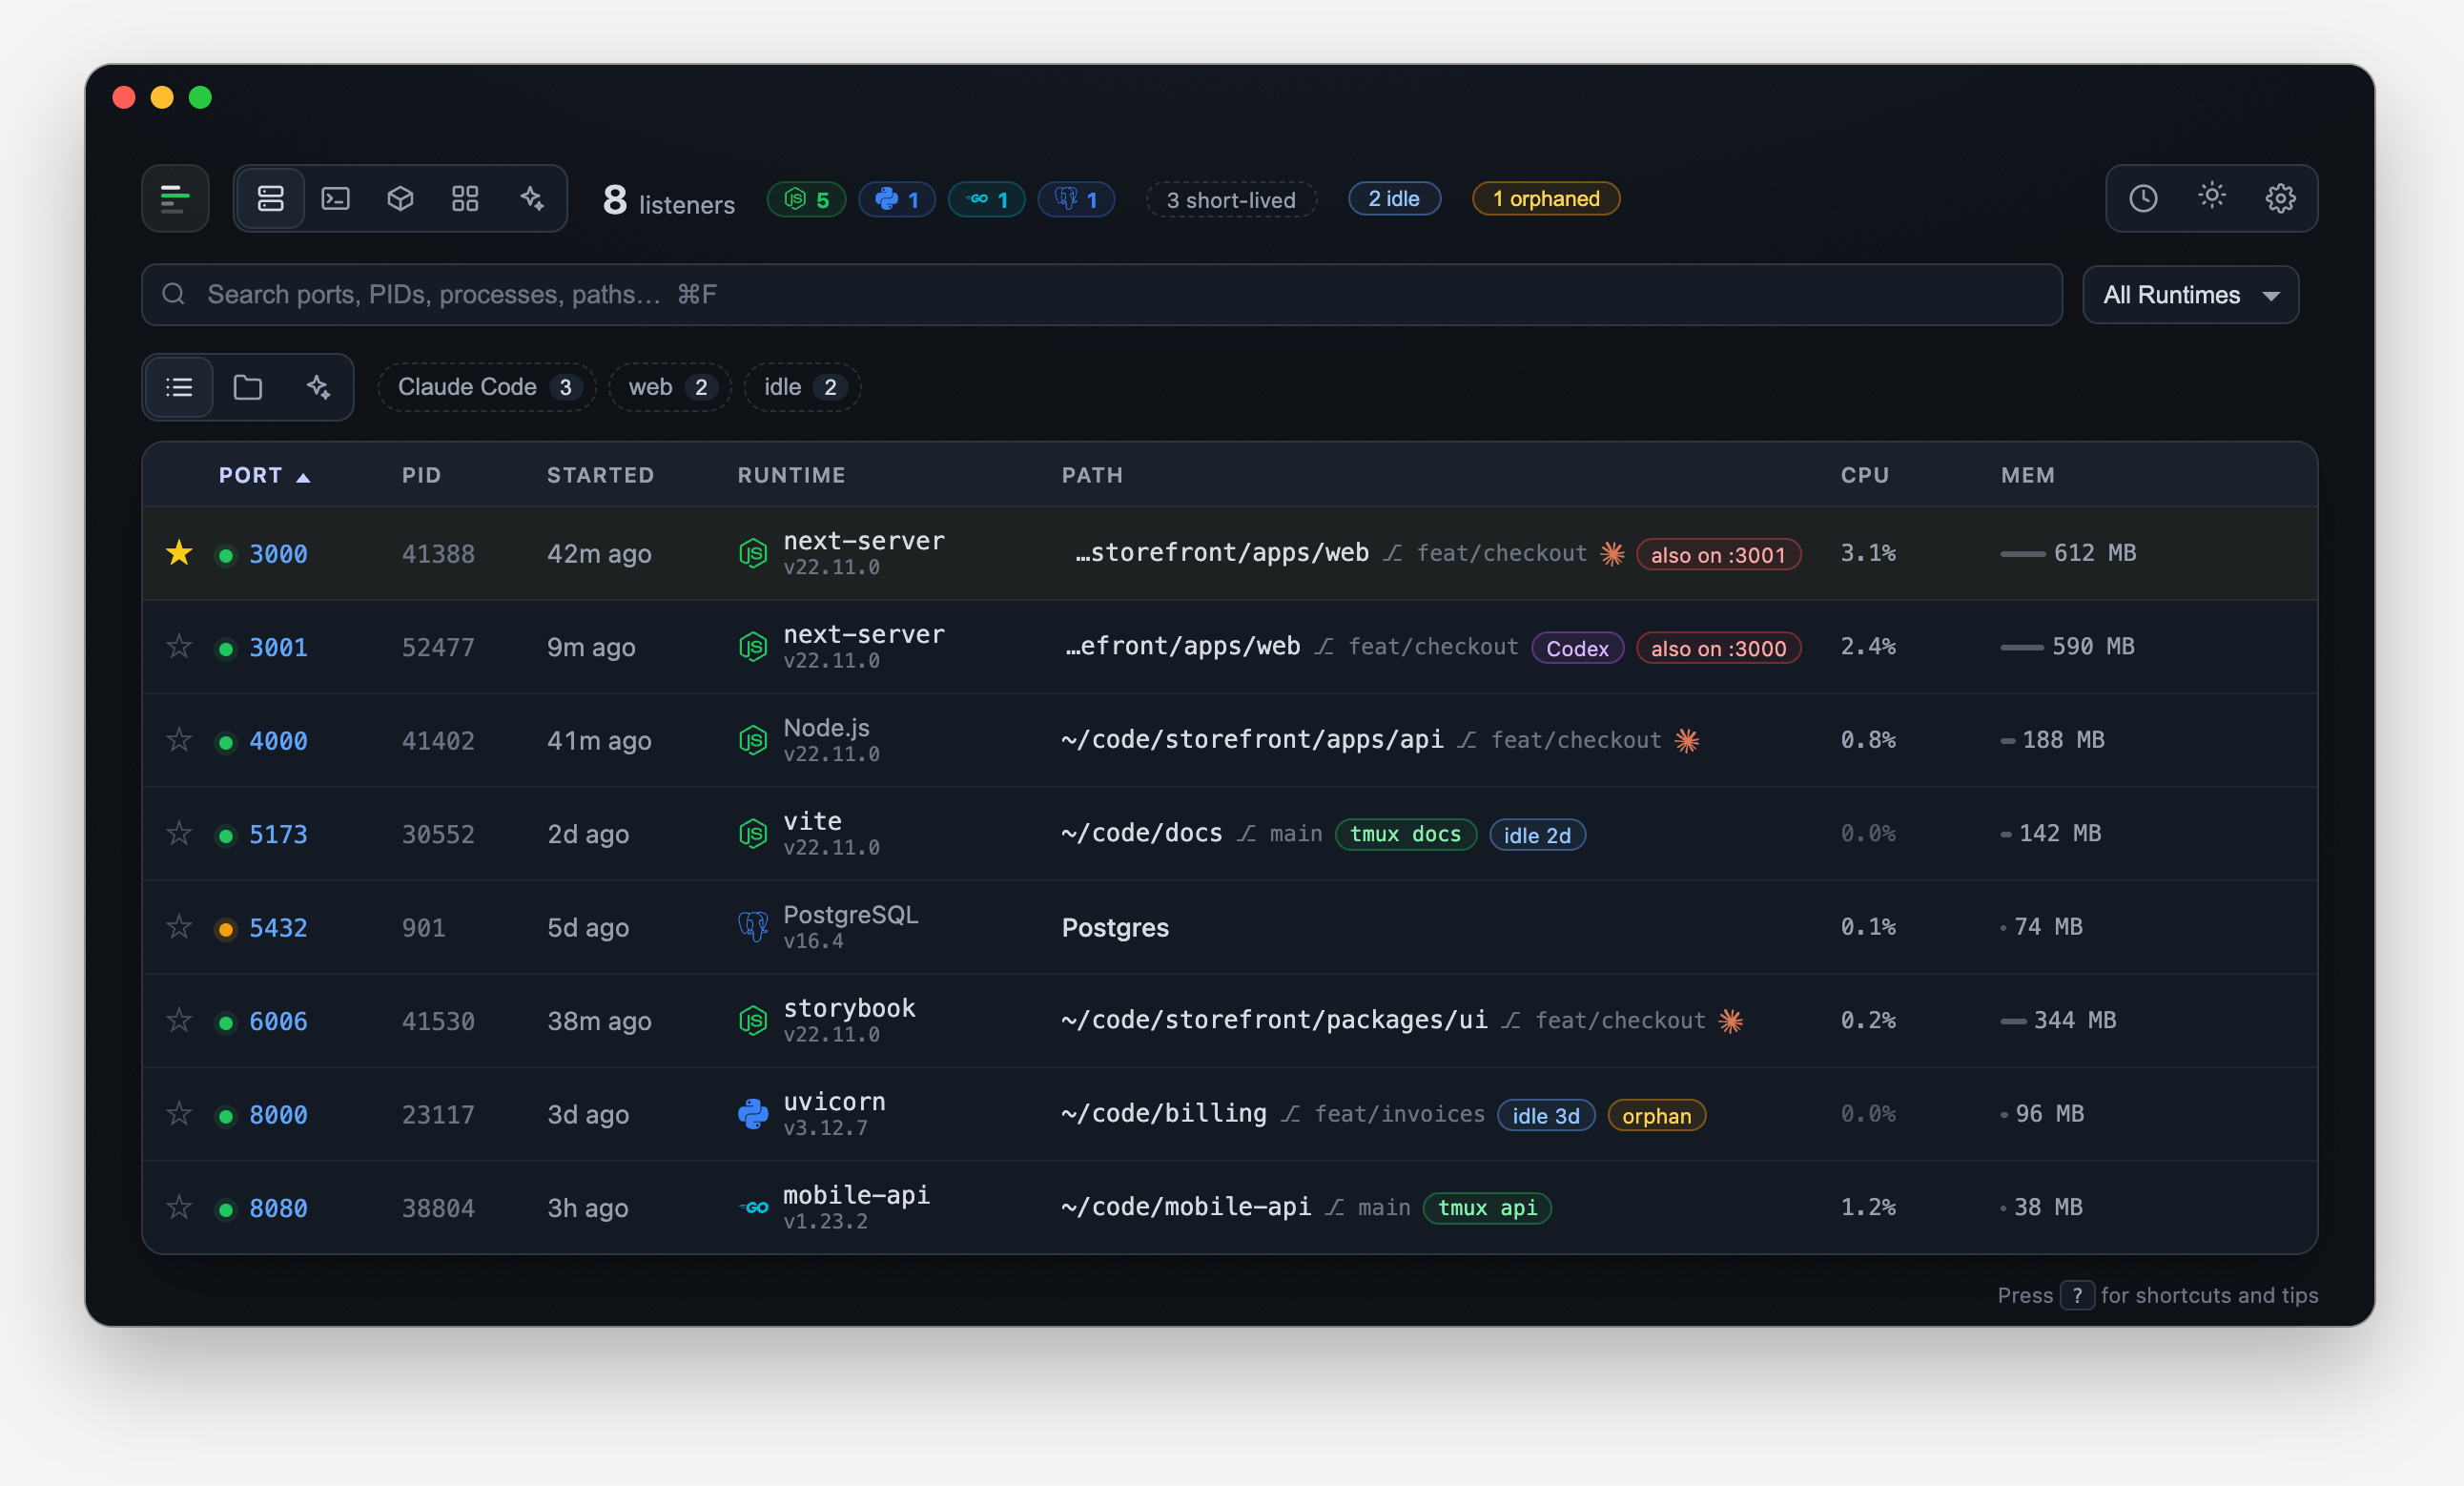 8 listeners JS 5 1 GO 1 1 3 short-lived 2 idle 1 orphaned
Search ports, PIDs, processes, paths… ⌘F All Runtimes
Claude Code 3 web 2 idle 2
PORT PID STARTED RUNTIME PATH CPU MEM
3000 41388 42m ago JS next-server …storefront/apps/web feat/checkout also on :3001 3.1% 612 MB
v22.11.0
3001 52477 9m ago JS next-server …efront/apps/web feat/checkout Codex also on :3000 2.4% 590 MB
v22.11.0
4000 41402 41m ago JS Node.js ~/code/storefront/apps/api feat/checkout 0.8% 188 MB
v22.11.0
5173 30552 2d ago JS vite ~/code/docs main tmux docs idle 2d 0.0% 142 MB
v22.11.0
5432 901 5d ago PostgreSQL Postgres 0.1% 74 MB
v16.4
6006 41530 38m ago JS storybook ~/code/storefront/packages/ui feat/checkout 0.2% 344 MB
v22.11.0
8000 23117 3d ago uvicorn ~/code/billing feat/invoices idle 3d orphan 0.0% 96 MB
v3.12.7
8080 38804 3h ago GO mobile-api ~/code/mobile-api main tmux api 1.2% 38 MB
v1.23.2
Press ? for shortcuts and tips